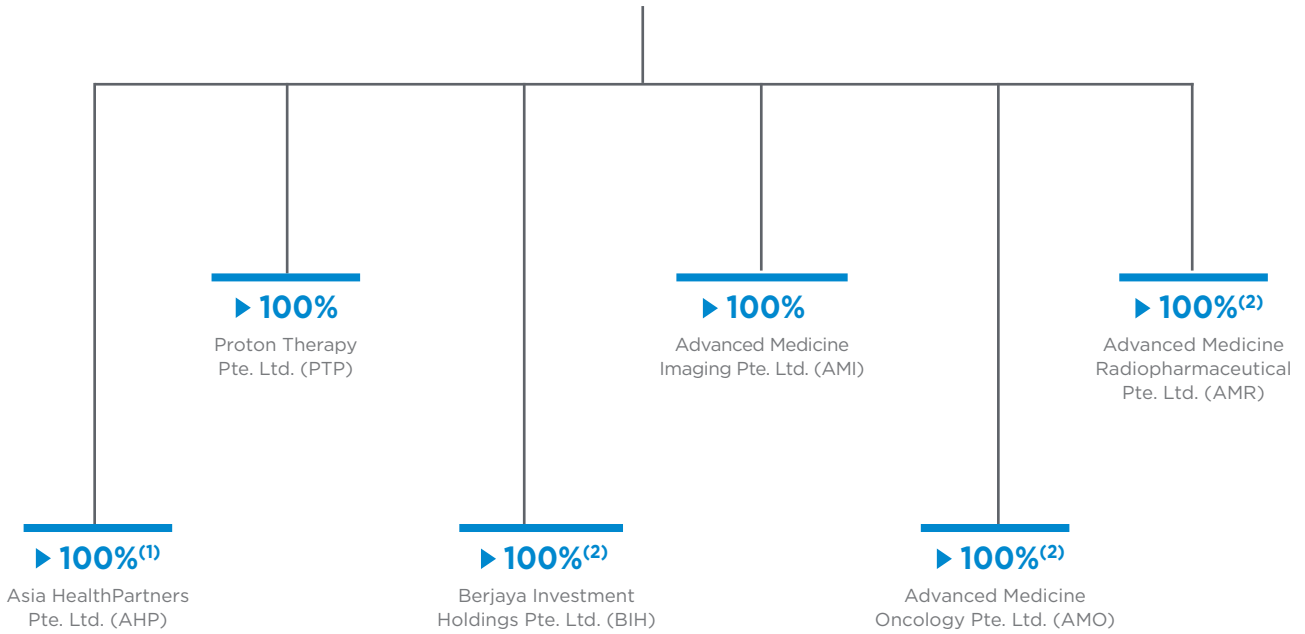 ▶ 100%
Proton Therapy
Pte. Ltd. (PTP)
▶ 100%
Advanced Medicine
Imaging Pte. Ltd. (AMI)
▶ 100%(2)
Advanced Medicine
Radiopharmaceutical
Pte. Ltd. (AMR)
▶ 100%(1)
Asia HealthPartners
Pte. Ltd. (AHP)
▶ 100%(2)
Berjaya Investment
Holdings Pte. Ltd. (BIH)
▶ 100%(2)
Advanced Medicine
Oncology Pte. Ltd. (AMO)